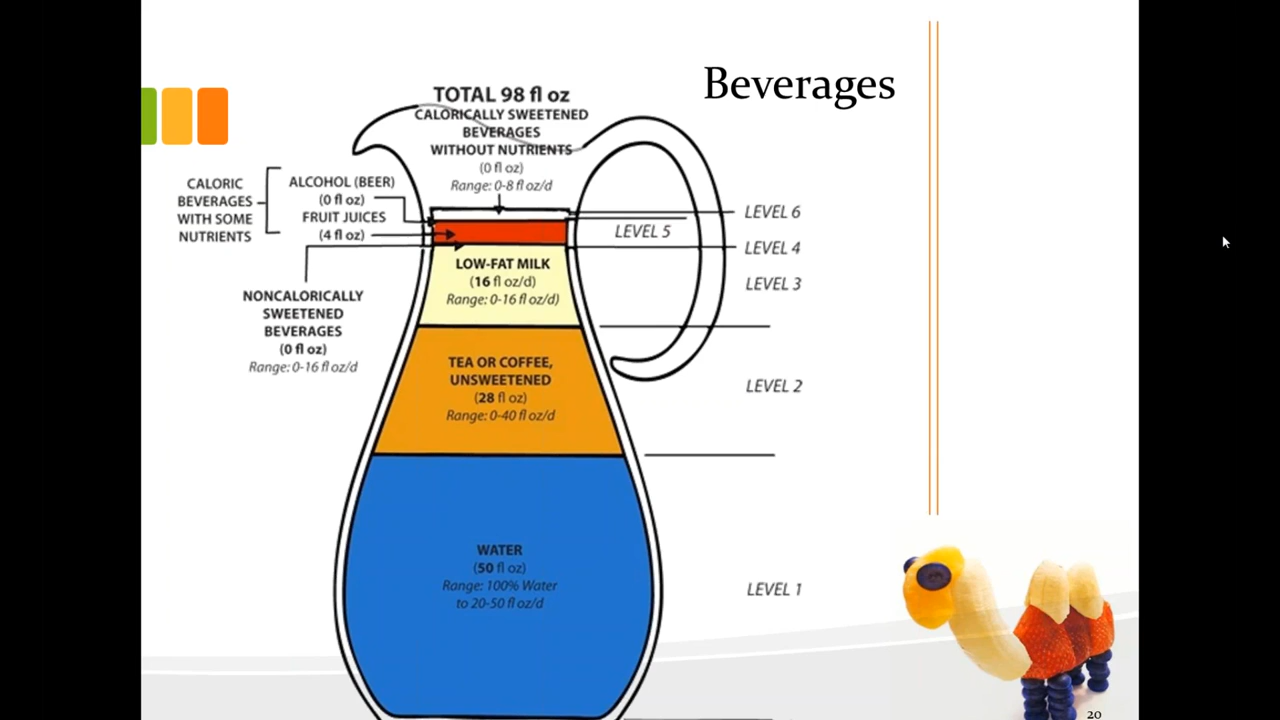 Beverages
TOTAL 98 fl oz
CALORICALLY SWEETENED
BEVERAGES
WITHOUT NUTRIENTS
(0 fl oz)
Range: 0-8 fl oz/d
CALORIC
BEVERAGES
WITH SOME
NUTRIENTS
ALCOHOL (BEER)
(0 fl oz)
FRUIT JUICES
(4 fl oz)
NONCALORICALLY
SWEETENED
BEVERAGES
(0 fl oz)
Range: 0-16 fl oz/d
LOW-FAT MILK
(16 fl oz/d)
Range: 0-16 fl oz/d)
TEA OR COFFEE,
UNSWEETENED
(28 fl oz)
Range: 0-40 fl oz/d
WATER
(50 fl oz)
Range: 100% Water
to 20-50 fl oz/d
LEVEL 6
LEVEL 5
LEVEL 4
LEVEL 3
LEVEL 2
LEVEL 1
20